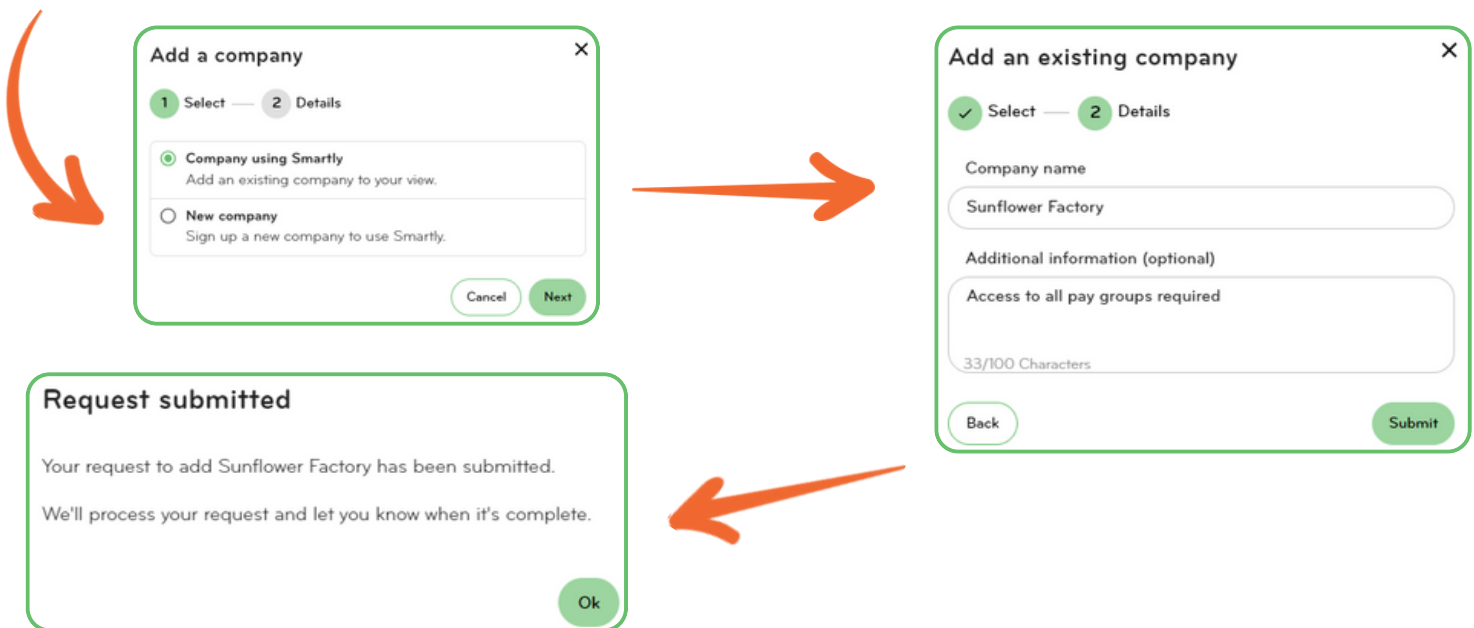 Add a company
1 Select 2 Details
Company using Smartly
Add an existing company to your view.
New company
Sign up a new company to use Smartly.
Cancel Next
Add an existing company
Select 2 Details
Company name
Sunflower Factory
Additional information (optional)
Access to all pay groups required
33/100 Characters
Back Submit
Request submitted
Your request to add Sunflower Factory has been submitted.
We'll process your request and let you know when it's complete.
Ok